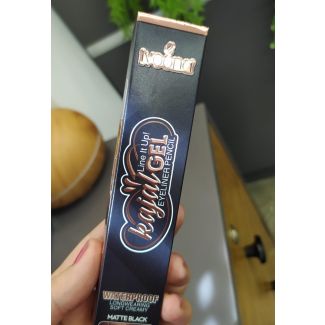 Line It Up!
kajal GEL
EYELINER PENCIL
WATERPROOF
LONGWEARING
SOFT CREAMY
MATTE BLACK